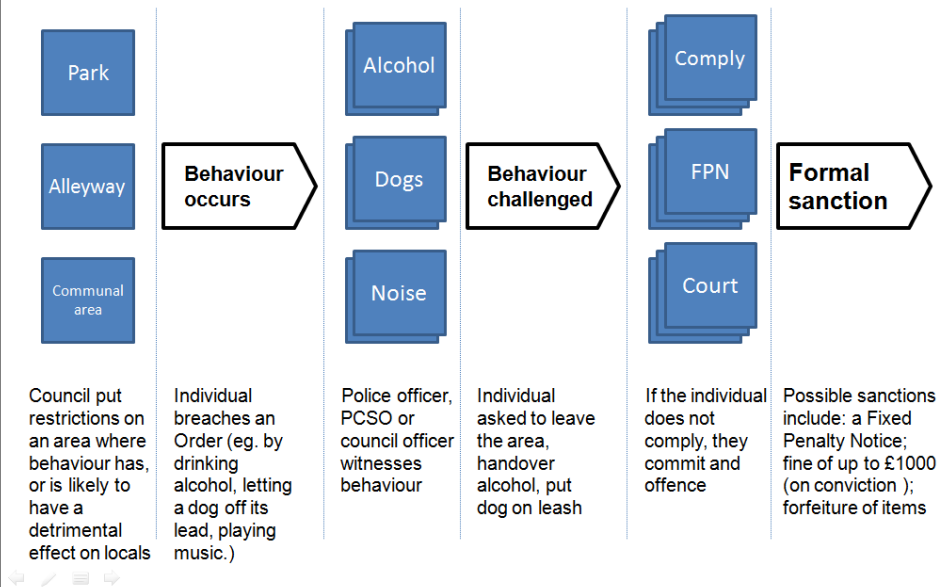 Park
Alleyway
Communal
area
Behaviour
occurs
Alcohol
Dogs
Noise
Behaviour
challenged
Comply
FPN
Court
Formal
sanction
Council put
restrictions on
an area where
behaviour has,
or is likely to
have a
detrimental
effect on locals
Individual
breaches an
Order (eg. by
drinking
alcohol, letting
a dog off its
lead, playing
music.)
Police officer,
PCSO or
council officer
witnesses
behaviour
Individual
asked to leave
the area,
handover
alcohol, put
dog on leash
If the individual
does not
comply, they
commit and
offence
Possible sanctions
include: a Fixed
Penalty Notice;
fine of up to £1000
(on conviction );
forfeiture of items